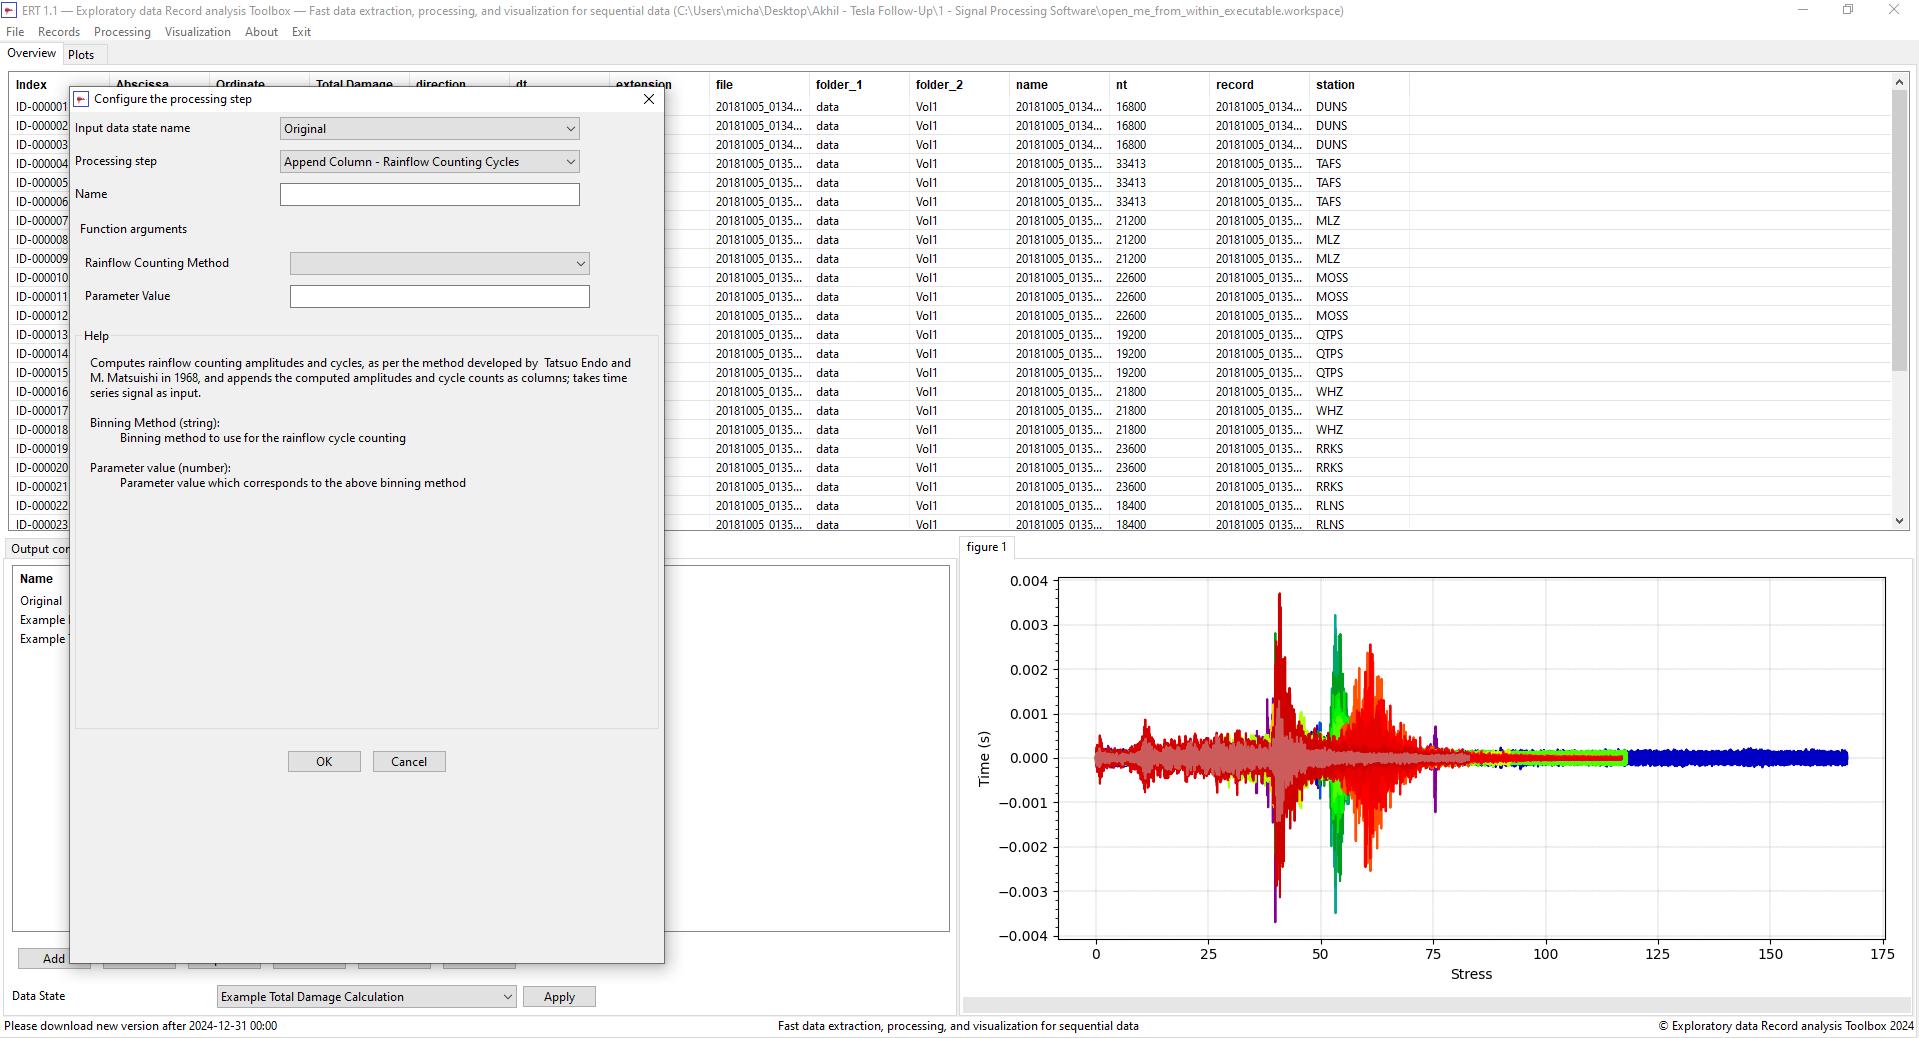 ERT 1.1 — Exploratory data Record analysis Toolbox — Fast data extraction, processing, and visualization for sequential data (C:\Users\micha\Desktop\Akhil - Tesla Follow-Up\1 - Signal Processing Software\open_me_from_within_executable.workspace)
File Records Processing Visualization About Exit
Overview Plots
Index Abscissa Ordinate Total Damage direction dt extension file folder_1 folder_2 name nt record station
ID-000001 20181005_0134... data Vol1 20181005_0134... 16800 20181005_0134... DUNS
ID-000002 20181005_0134... data Vol1 20181005_0134... 16800 20181005_0134... DUNS
ID-000003 20181005_0134... data Vol1 20181005_0134... 16800 20181005_0134... DUNS
ID-000004 20181005_0135... data Vol1 20181005_0135... 33413 20181005_0135... TAFS
ID-000005 20181005_0135... data Vol1 20181005_0135... 33413 20181005_0135... TAFS
ID-000006 20181005_0135... data Vol1 20181005_0135... 33413 20181005_0135... TAFS
ID-000007 20181005_0135... data Vol1 20181005_0135... 21200 20181005_0135... MLZ
ID-000008 20181005_0135... data Vol1 20181005_0135... 21200 20181005_0135... MLZ
ID-000009 20181005_0135... data Vol1 20181005_0135... 21200 20181005_0135... MLZ
ID-000010 20181005_0135... data Vol1 20181005_0135... 22600 20181005_0135... MOSS
ID-000011 20181005_0135... data Vol1 20181005_0135... 22600 20181005_0135... MOSS
ID-000012 20181005_0135... data Vol1 20181005_0135... 22600 20181005_0135... MOSS
ID-000013 20181005_0135... data Vol1 20181005_0135... 19200 20181005_0135... QTPS
ID-000014 20181005_0135... data Vol1 20181005_0135... 19200 20181005_0135... QTPS
ID-000015 20181005_0135... data Vol1 20181005_0135... 19200 20181005_0135... QTPS
ID-000016 20181005_0135... data Vol1 20181005_0135... 21800 20181005_0135... WHZ
ID-000017 20181005_0135... data Vol1 20181005_0135... 21800 20181005_0135... WHZ
ID-000018 20181005_0135... data Vol1 20181005_0135... 21800 20181005_0135... WHZ
ID-000019 20181005_0135... data Vol1 20181005_0135... 23600 20181005_0135... RRKS
ID-000020 20181005_0135... data Vol1 20181005_0135... 23600 20181005_0135... RRKS
ID-000021 20181005_0135... data Vol1 20181005_0135... 23600 20181005_0135... RRKS
ID-000022 20181005_0135... data Vol1 20181005_0135... 18400 20181005_0135... RLNS
ID-000023 20181005_0135... data Vol1 20181005_0135... 18400 20181005_0135... RLNS
Configure the processing step
Input data state name Original
Processing step Append Column - Rainflow Counting Cycles
Name
Function arguments
Rainflow Counting Method
Parameter Value
Help
Computes rainflow counting amplitudes and cycles, as per the method developed by Tatsuo Endo and
M. Matsuishi in 1968, and appends the computed amplitudes and cycle counts as columns; takes time
series signal as input.
Binning Method (string):
Binning method to use for the rainflow cycle counting
Parameter value (number):
Parameter value which corresponds to the above binning method
OK Cancel
Output con
Name
Original
Example
Example
Add
Data State Example Total Damage Calculation Apply
figure 1
0.004
0.003
0.002
0.001
0.000
−0.001
−0.002
−0.003
−0.004
Time (s)
0 25 50 75 100 125 150 175
Stress
Please download new version after 2024-12-31 00:00 Fast data extraction, processing, and visualization for sequential data © Exploratory data Record analysis Toolbox 2024